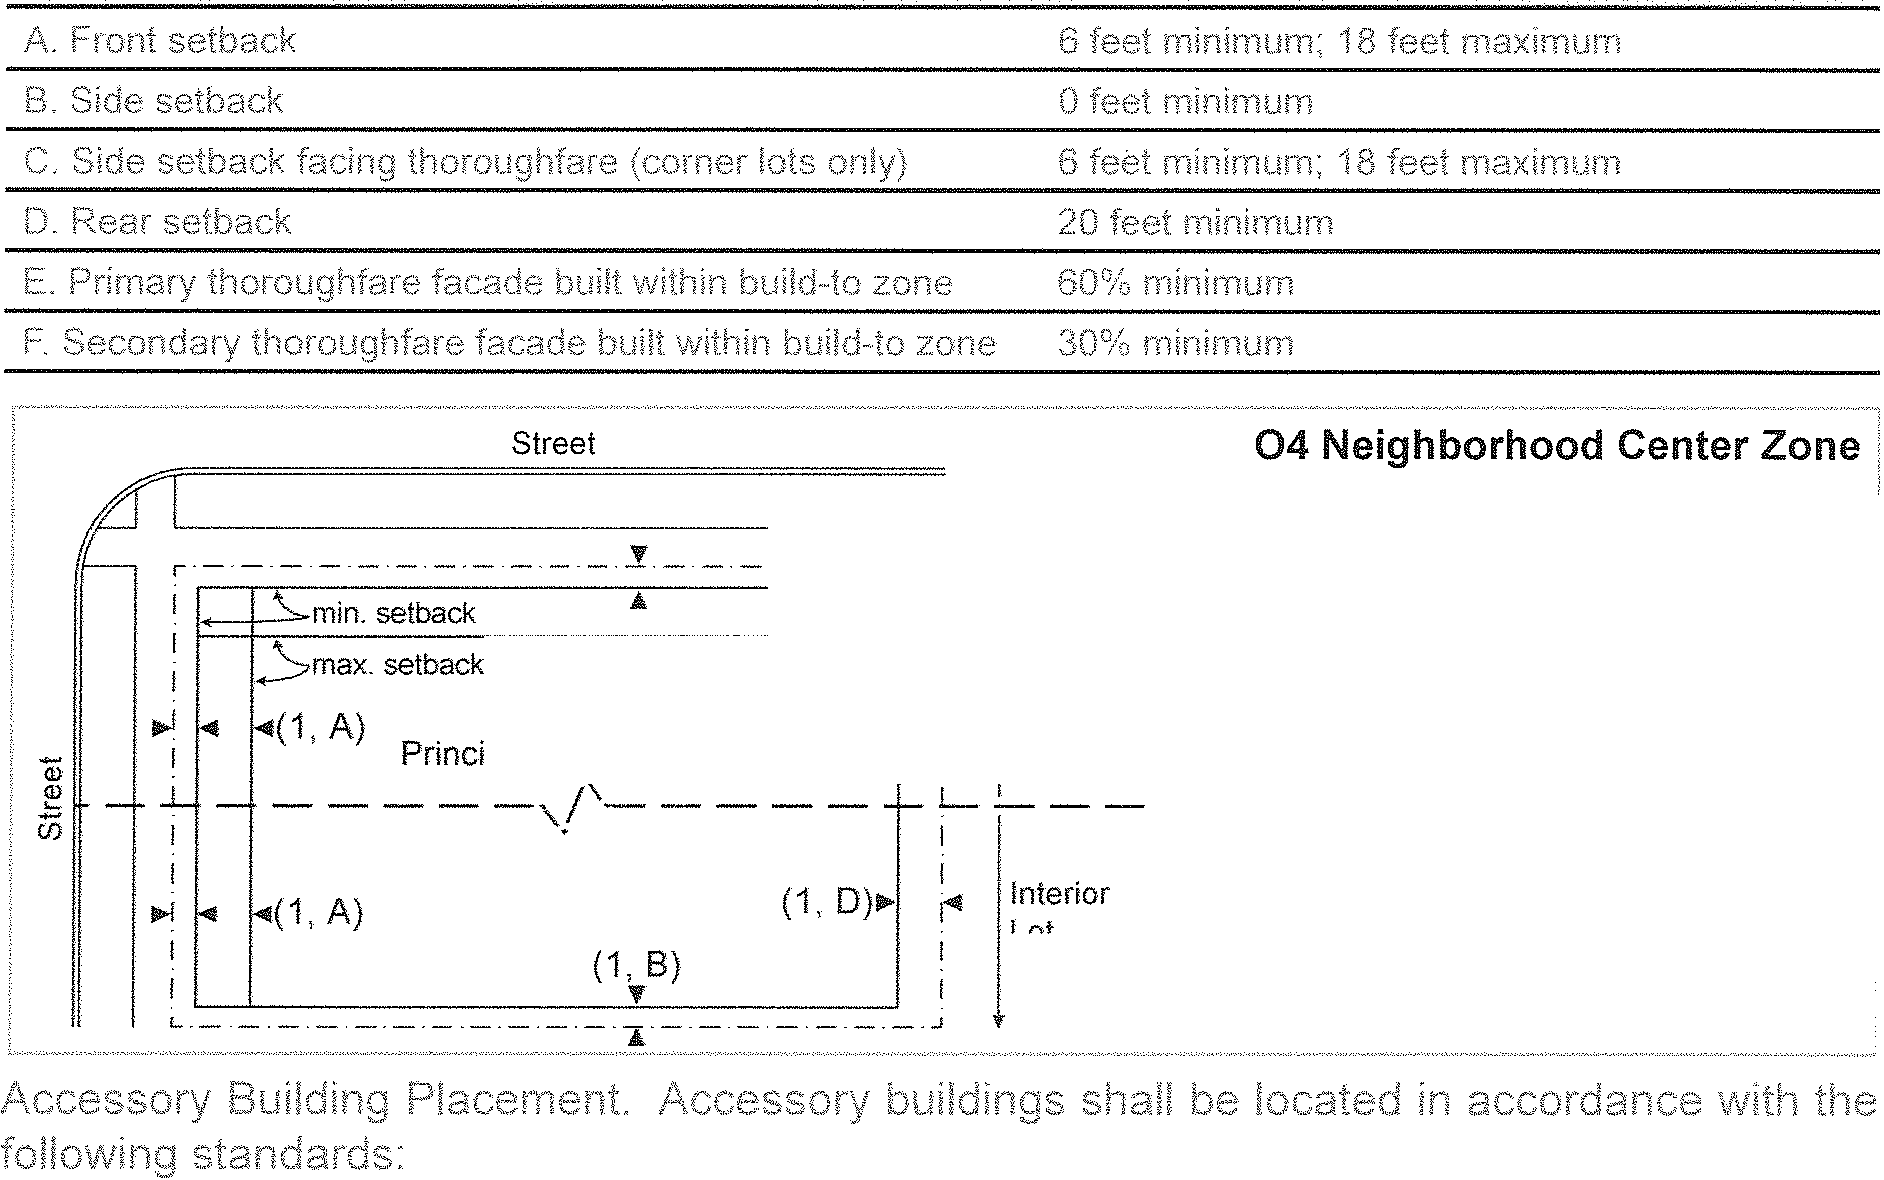 A. Front setback 6 feet minimum; 18 feet maximum
B. Side setback 0 feet minimum
C. Side setback facing thoroughfare (corner lots only) 6 feet minimum; 18 feet maximum
D. Rear setback 20 feet minimum
E. Primary thoroughfare facade built within build-to zone 60% minimum
F. Secondary thoroughfare facade built within build-to zone 30% minimum
Street
O4 Neighborhood Center Zone
min. setback
max. setback
(1, A)
Princi
Street
(1, A)
(1, D)
Interior
(1, B)
Accessory Building Placement. Accessory buildings shall be located in accordance with the
following standards: